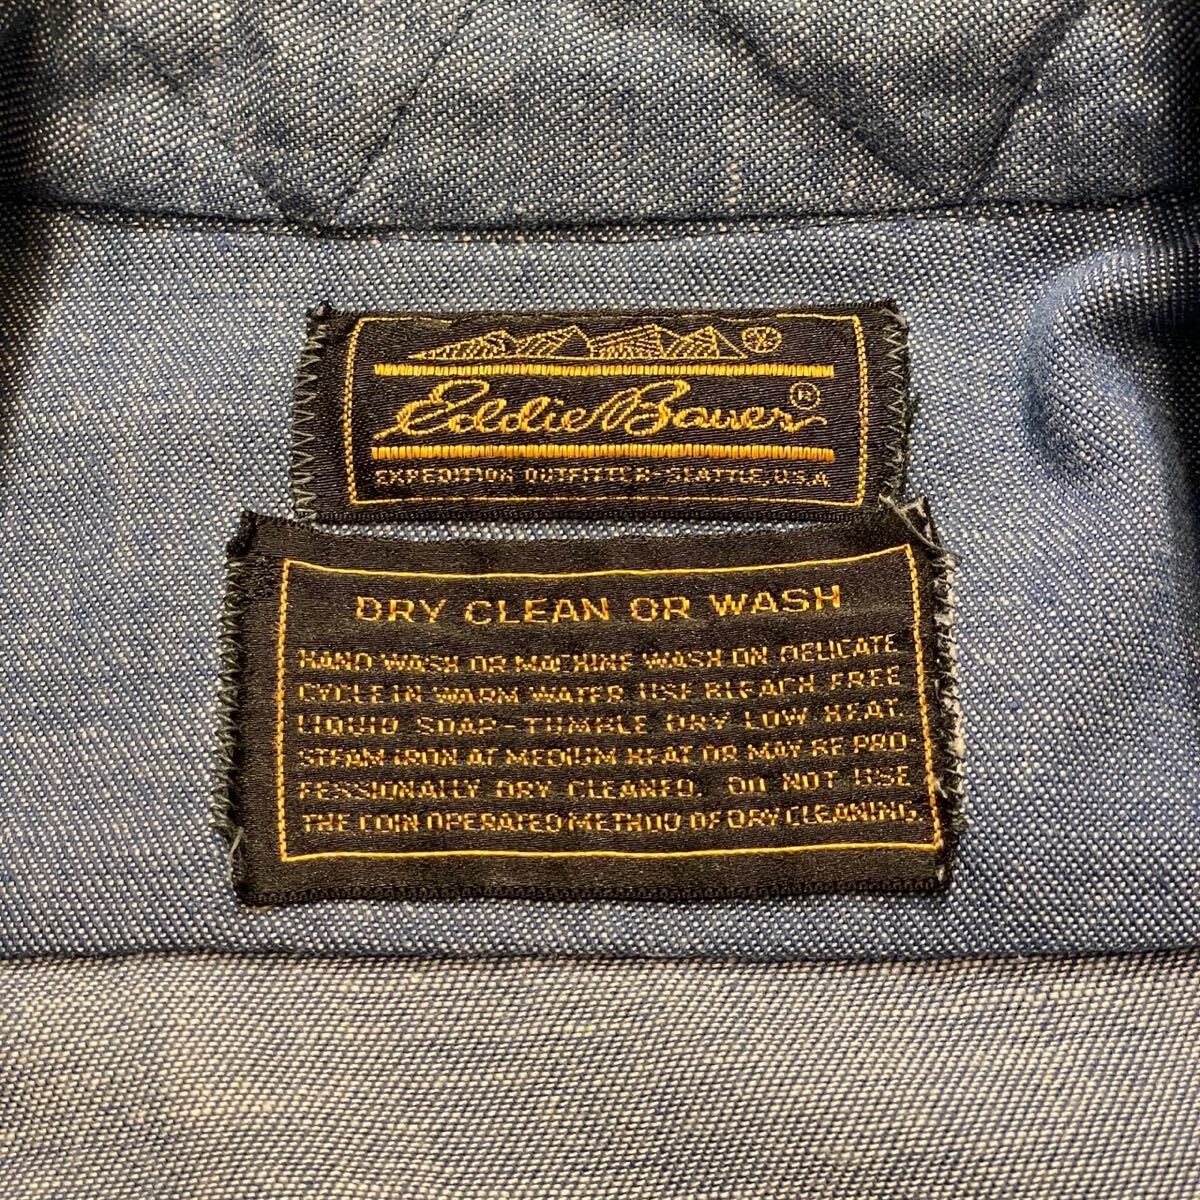 Eddie Bauer ®
EXPEDITION OUTFITTER-SEATTLE, U.S.A.
DRY CLEAN OR WASH
HAND WASH OR MACHINE WASH ON DELICATE
CYCLE IN WARM WATER USE BLEACH FREE
LIQUID SOAP-TUMBLE DRY LOW HEAT.
STEAM IRON AT MEDIUM HEAT OR MAY BE PRO-
FESSIONALLY DRY CLEANED. DO NOT USE
THE COIN OPERATED METHOD OF DRY CLEANING.